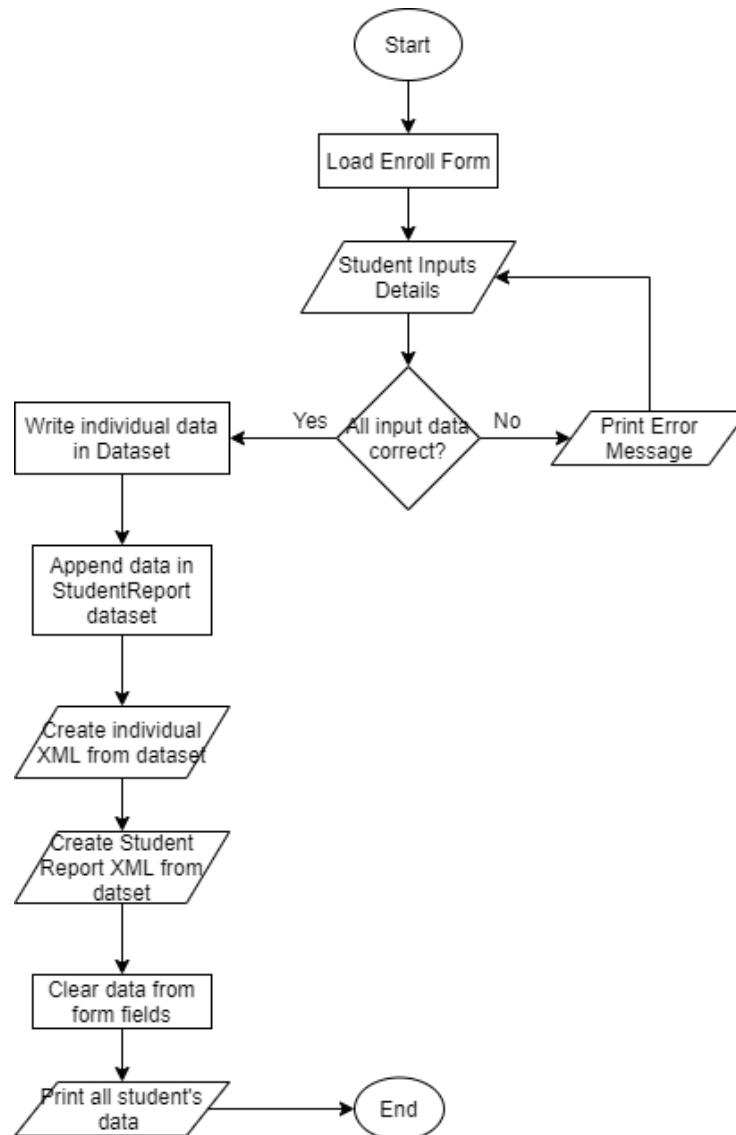 Start
Load Enroll Form
Student Inputs
Details
All input data
correct?
Yes
No
Print Error
Message
Write individual data
in Dataset
Append data in
StudentReport
dataset
Create individual
XML from dataset
Create Student
Report XML from
datset
Clear data from
form fields
Print all student's
data
End